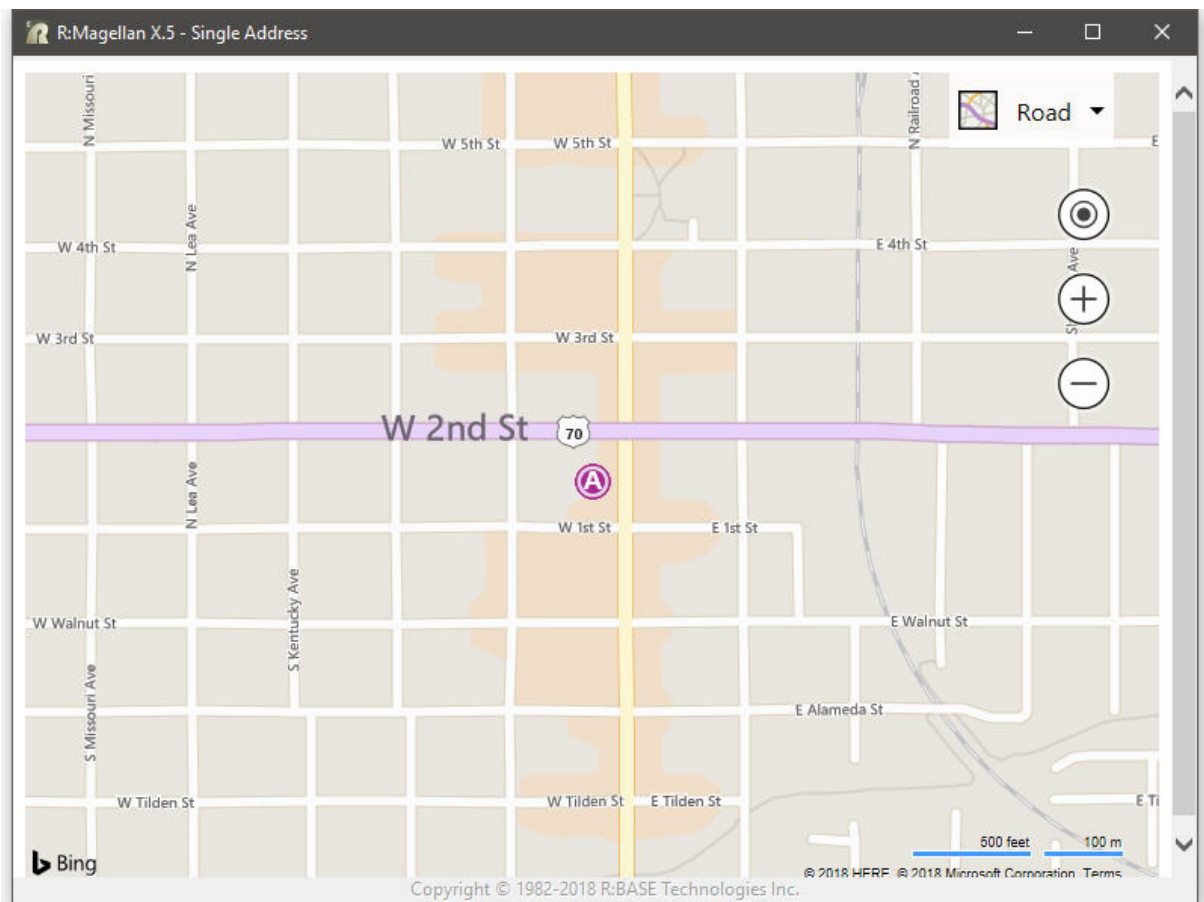 R:Magellan X.5 - Single Address
N Missouri
N Railroad
Road
W 5th St
W 5th St
E
N Lea Ave
W 4th St
E 4th St
Ave
W 3rd St
W 3rd St
W 2nd St
70
A
N Lea Ave
W 1st St
E 1st St
S Kentucky Ave
W Walnut St
E Walnut St
S Missouri Ave
E Alameda St
W Tilden St
W Tilden St
E Tilden St
E Ti
500 feet
100 m
Bing
© 2018 HERE, © 2018 Microsoft Corporation Terms
Copyright © 1982-2018 R:BASE Technologies Inc.